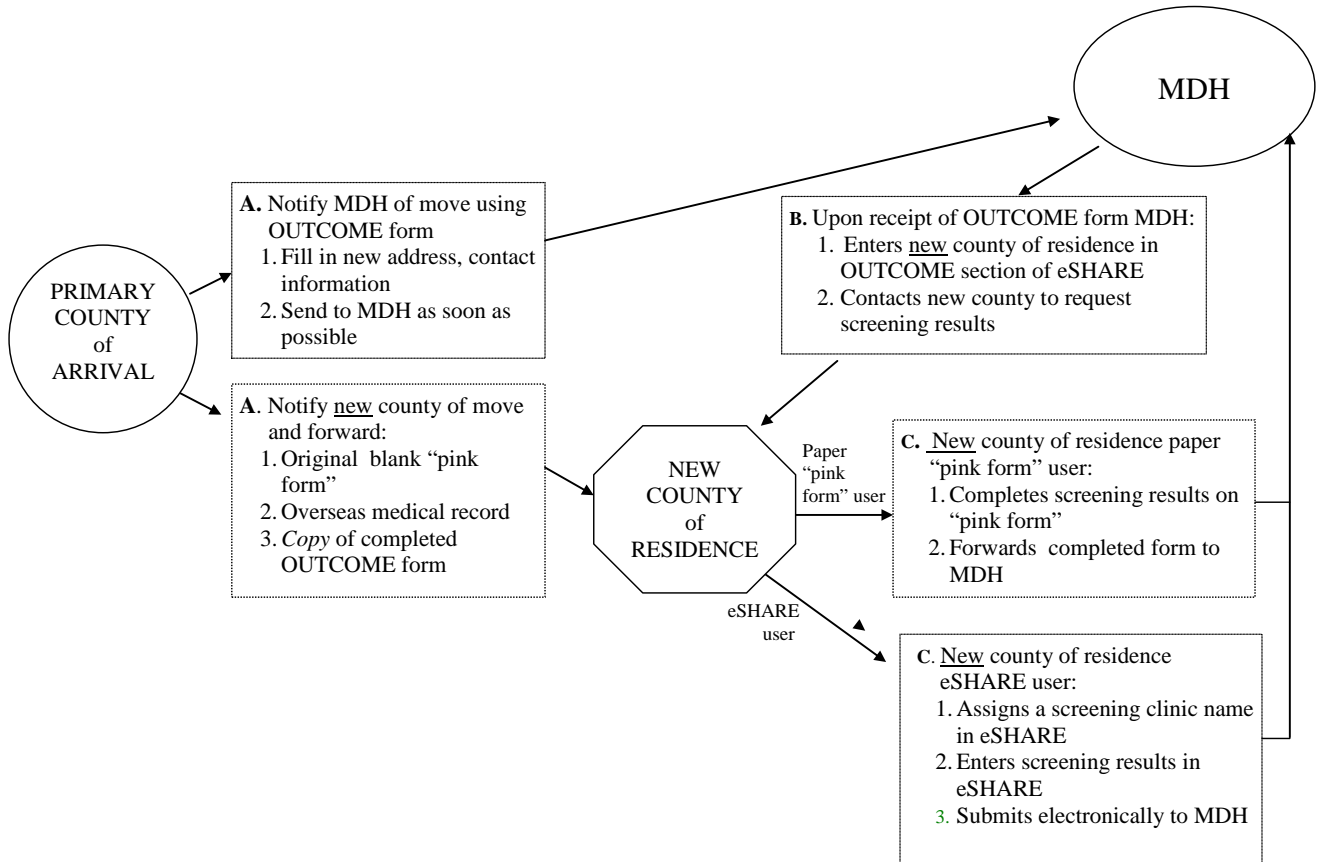 MDH
A. Notify MDH of move using
OUTCOME form
1. Fill in new address, contact
information
2. Send to MDH as soon as
possible
B. Upon receipt of OUTCOME form MDH:
1. Enters new county of residence in
OUTCOME section of eSHARE
2. Contacts new county to request
screening results
PRIMARY
COUNTY
of
ARRIVAL
A. Notify new county of move
and forward:
1. Original blank “pink
form”
2. Overseas medical record
3. Copy of completed
OUTCOME form
NEW
COUNTY
of
RESIDENCE
Paper
“pink
form” user
C. New county of residence paper
“pink form” user:
1. Completes screening results on
“pink form”
2. Forwards completed form to
MDH
eSHARE
user
C. New county of residence
eSHARE user:
1. Assigns a screening clinic name
in eSHARE
2. Enters screening results in
eSHARE
3. Submits electronically to MDH